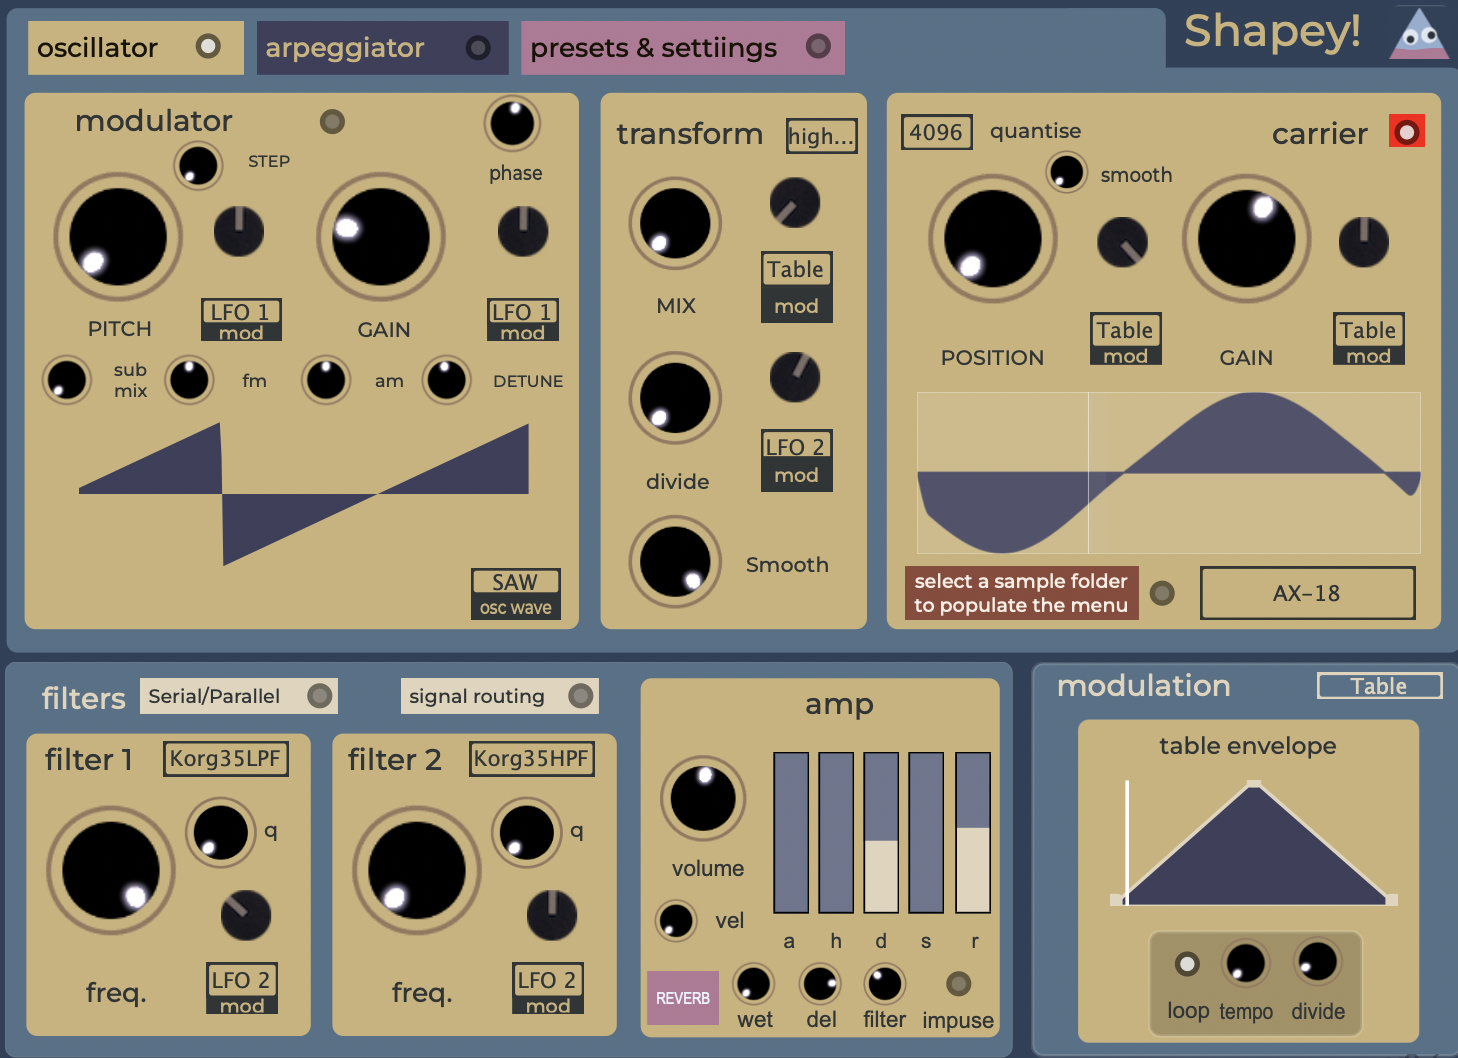 oscillator
arpeggiator
presets & settiings
Shapey!
modulator
STEP
phase
PITCH
LFO 1
mod
GAIN
LFO 1
mod
sub
mix
fm
am
DETUNE
SAW
osc wave
transform
high...
MIX
Table
mod
divide
LFO 2
mod
Smooth
4096
quantise
carrier
smooth
POSITION
Table
mod
GAIN
Table
mod
select a sample folder
to populate the menu
AX-18
filters
Serial/Parallel
signal routing
filter 1
Korg35LPF
q
freq.
LFO 2
mod
filter 2
Korg35HPF
q
freq.
LFO 2
mod
amp
volume
vel
a h d s r
REVERB
wet
del
filter
impuse
modulation
Table
table envelope
loop
tempo
divide